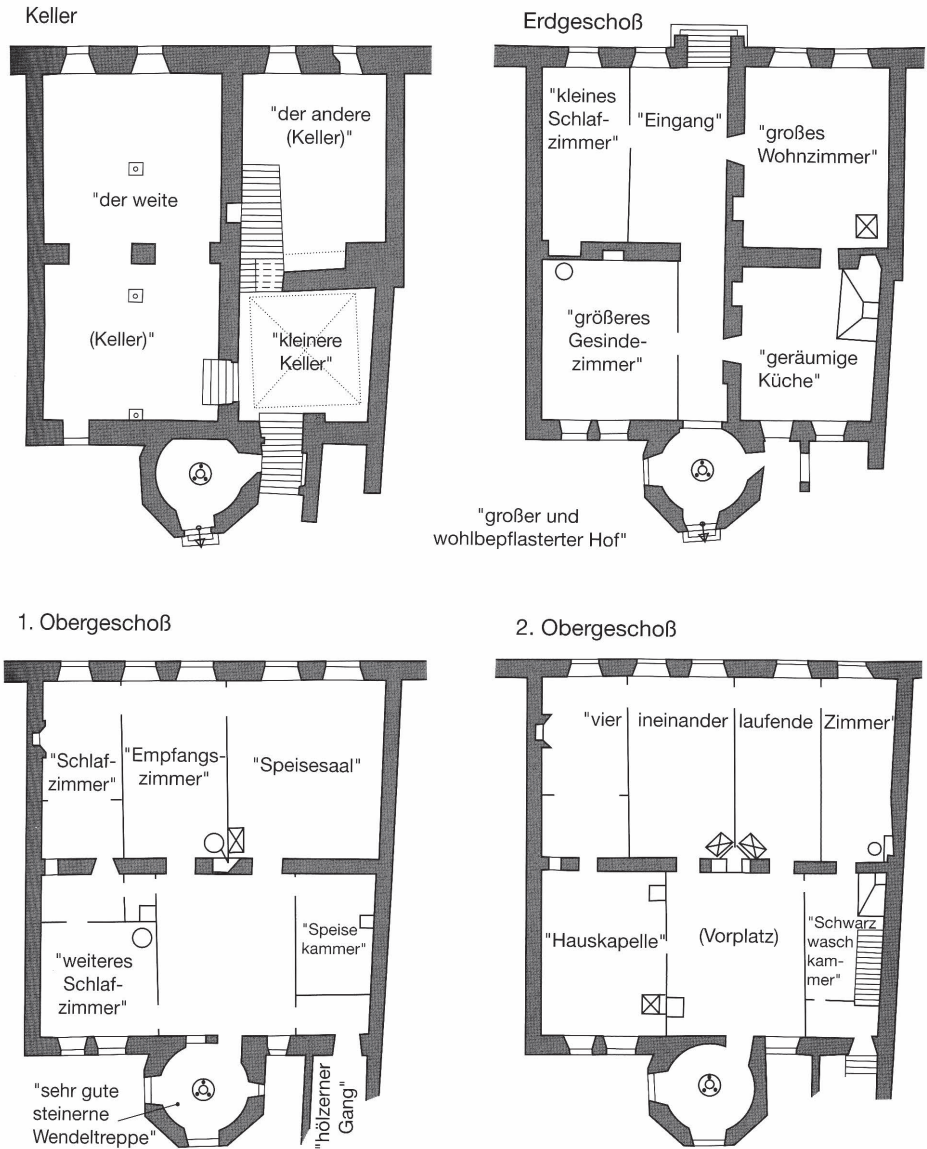 Keller
"der andere
(Keller)"
"der weite
(Keller)"
"kleinere
Keller"
Erdgeschoß
"kleines
Schlaf-
zimmer"
"Eingang"
"großes
Wohnzimmer"
"größeres
Gesinde-
zimmer"
"geräumige
Küche"
"großer und
wohlbepflasterter Hof"
1. Obergeschoß
"Schlaf-
zimmer"
"Empfangs-
zimmer"
"Speisesaal"
"Speise
kammer"
"weiteres
Schlaf-
zimmer"
"sehr gute
steinerne
Wendeltreppe"
"hölzerner
Gang"
2. Obergeschoß
"vier ineinander laufende Zimmer"
"Hauskapelle"
(Vorplatz)
"Schwarz
wasch
kam-
mer"